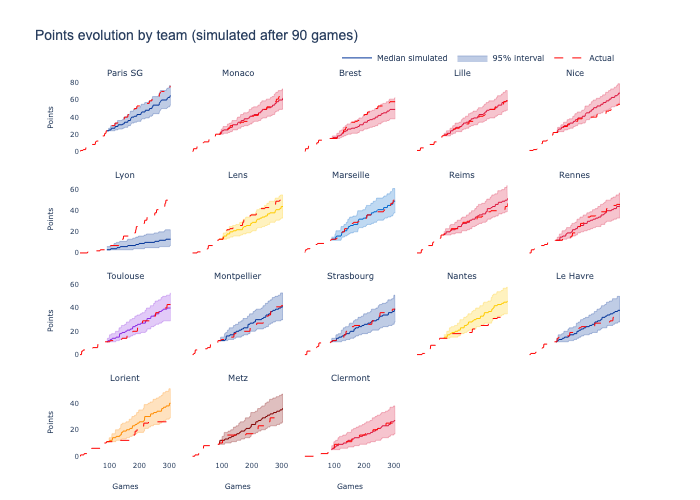 Points evolution by team (simulated after 90 games)
Median simulated 95% interval Actual
Paris SG Monaco Brest Lille Nice
80
60
Points
40
20
0
Lyon Lens Marseille Reims Rennes
60
40
Points
20
0
Toulouse Montpellier Strasbourg Nantes Le Havre
60
40
Points
20
0
Lorient Metz Clermont
40
Points
20
0
100 200 300 100 200 300 100 200 300
Games Games Games